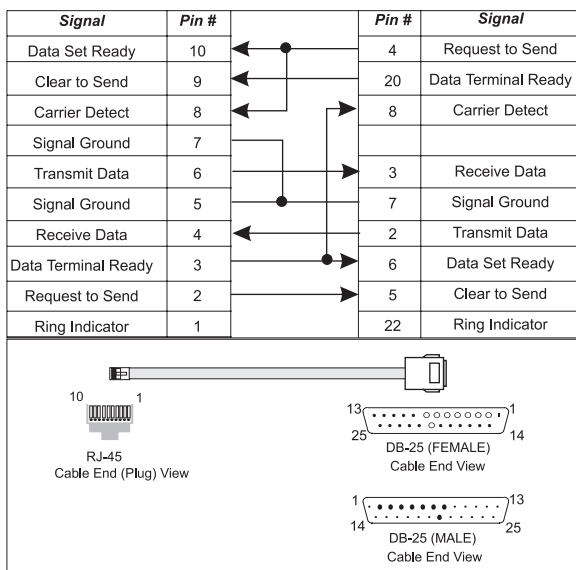 Signal Pin # Pin # Signal
Data Set Ready 10 4 Request to Send
Clear to Send 9 20 Data Terminal Ready
Carrier Detect 8 8 Carrier Detect
Signal Ground 7
Transmit Data 6 3 Receive Data
Signal Ground 5 7 Signal Ground
Receive Data 4 2 Transmit Data
Data Terminal Ready 3 6 Data Set Ready
Request to Send 2 5 Clear to Send
Ring Indicator 1 22 Ring Indicator
10 1
RJ-45
Cable End (Plug) View
13 1
25 14
DB-25 (FEMALE)
Cable End View
1 13
14 25
DB-25 (MALE)
Cable End View